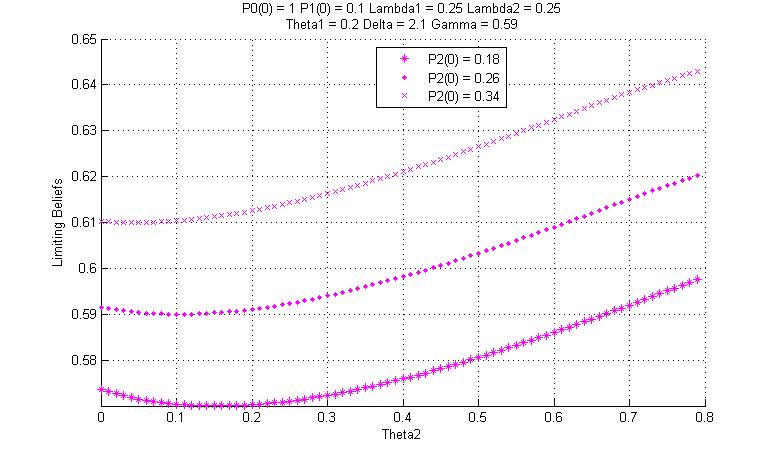 P0(0) = 1 P1(0) = 0.1 Lambda1 = 0.25 Lambda2 = 0.25
Theta1 = 0.2 Delta = 2.1 Gamma = 0.59
P2(0) = 0.18
P2(0) = 0.26
P2(0) = 0.34
Limiting Beliefs
0.65
0.64
0.63
0.62
0.61
0.6
0.59
0.58
0 0.1 0.2 0.3 0.4 0.5 0.6 0.7 0.8
Theta2